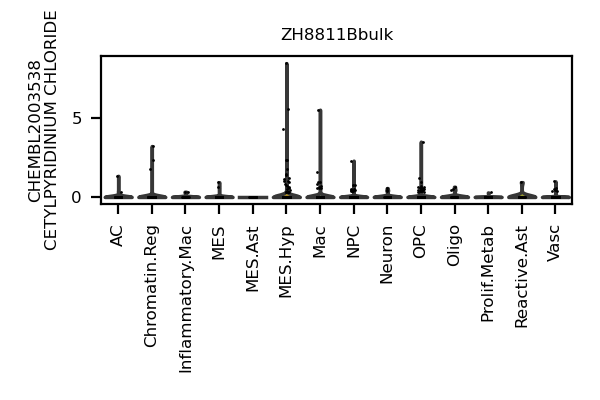 ZH8811Bbulk
CHEMBL2003538
CETYLPYRIDINIUM CHLORIDE
5
0
AC
Chromatin.Reg
Inflammatory.Mac
MES
MES.Ast
MES.Hyp
Mac
NPC
Neuron
OPC
Oligo
Prolif.Metab
Reactive.Ast
Vasc